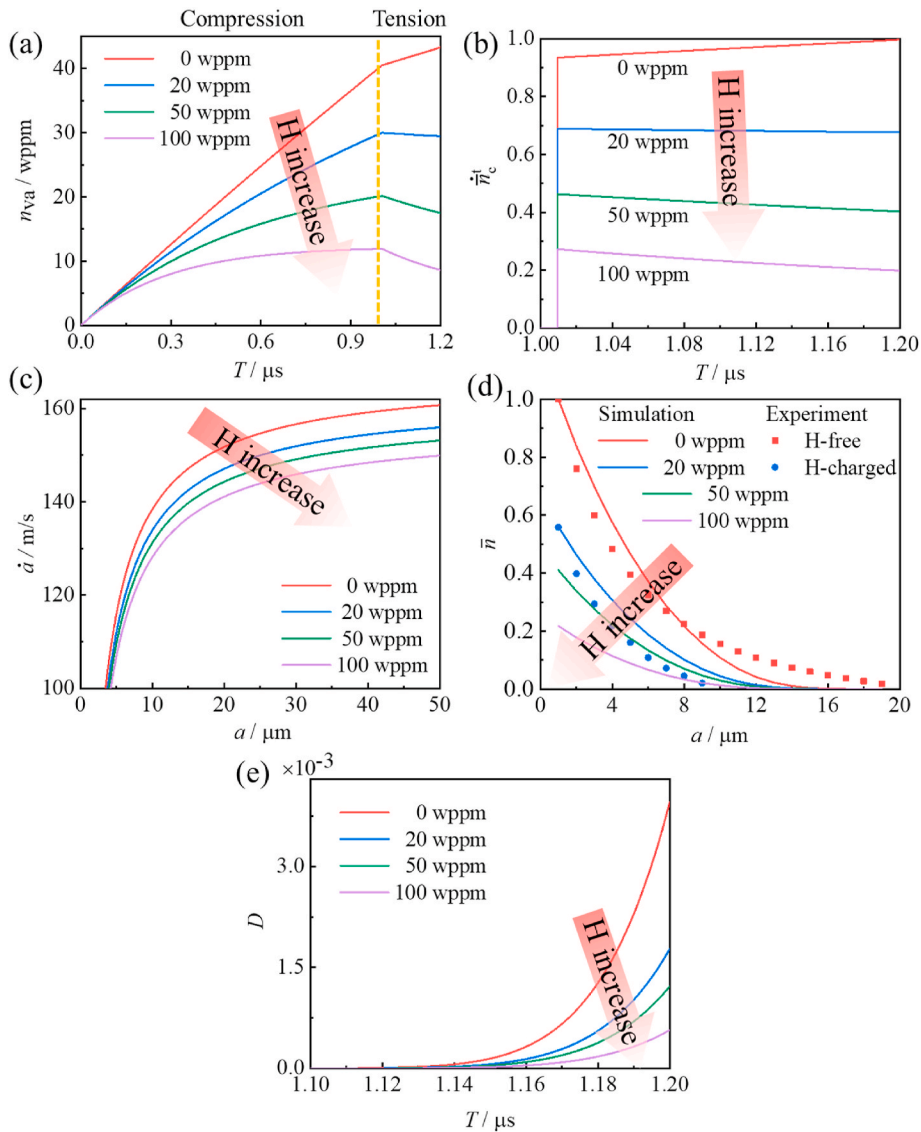 Compression Tension
(a)
0 wppm
20 wppm
50 wppm
100 wppm
H increase
n_va / wppm
40
30
20
10
0
0.0 0.3 0.6 0.9 1.2
T / μs
(b)
1.0
0.8
0.6
0.4
0.2
0.0
0 wppm
20 wppm
50 wppm
100 wppm
H increase
1.00 1.04 1.08 1.12 1.16 1.20
T / μs
(c)
160
140
120
100
ȧ / m/s
H increase
0 wppm
20 wppm
50 wppm
100 wppm
10 20 30 40 50
a / μm
(d)
1.0
0.8
0.6
0.4
0.2
0.0
n̄
Simulation Experiment
0 wppm H-free
20 wppm H-charged
50 wppm
100 wppm
H increase
0 4 8 12 16 20
a / μm
(e)
×10⁻³
3.0
1.5
0.0
D
0 wppm
20 wppm
50 wppm
100 wppm
H increase
1.10 1.12 1.14 1.16 1.18 1.20
T / μs